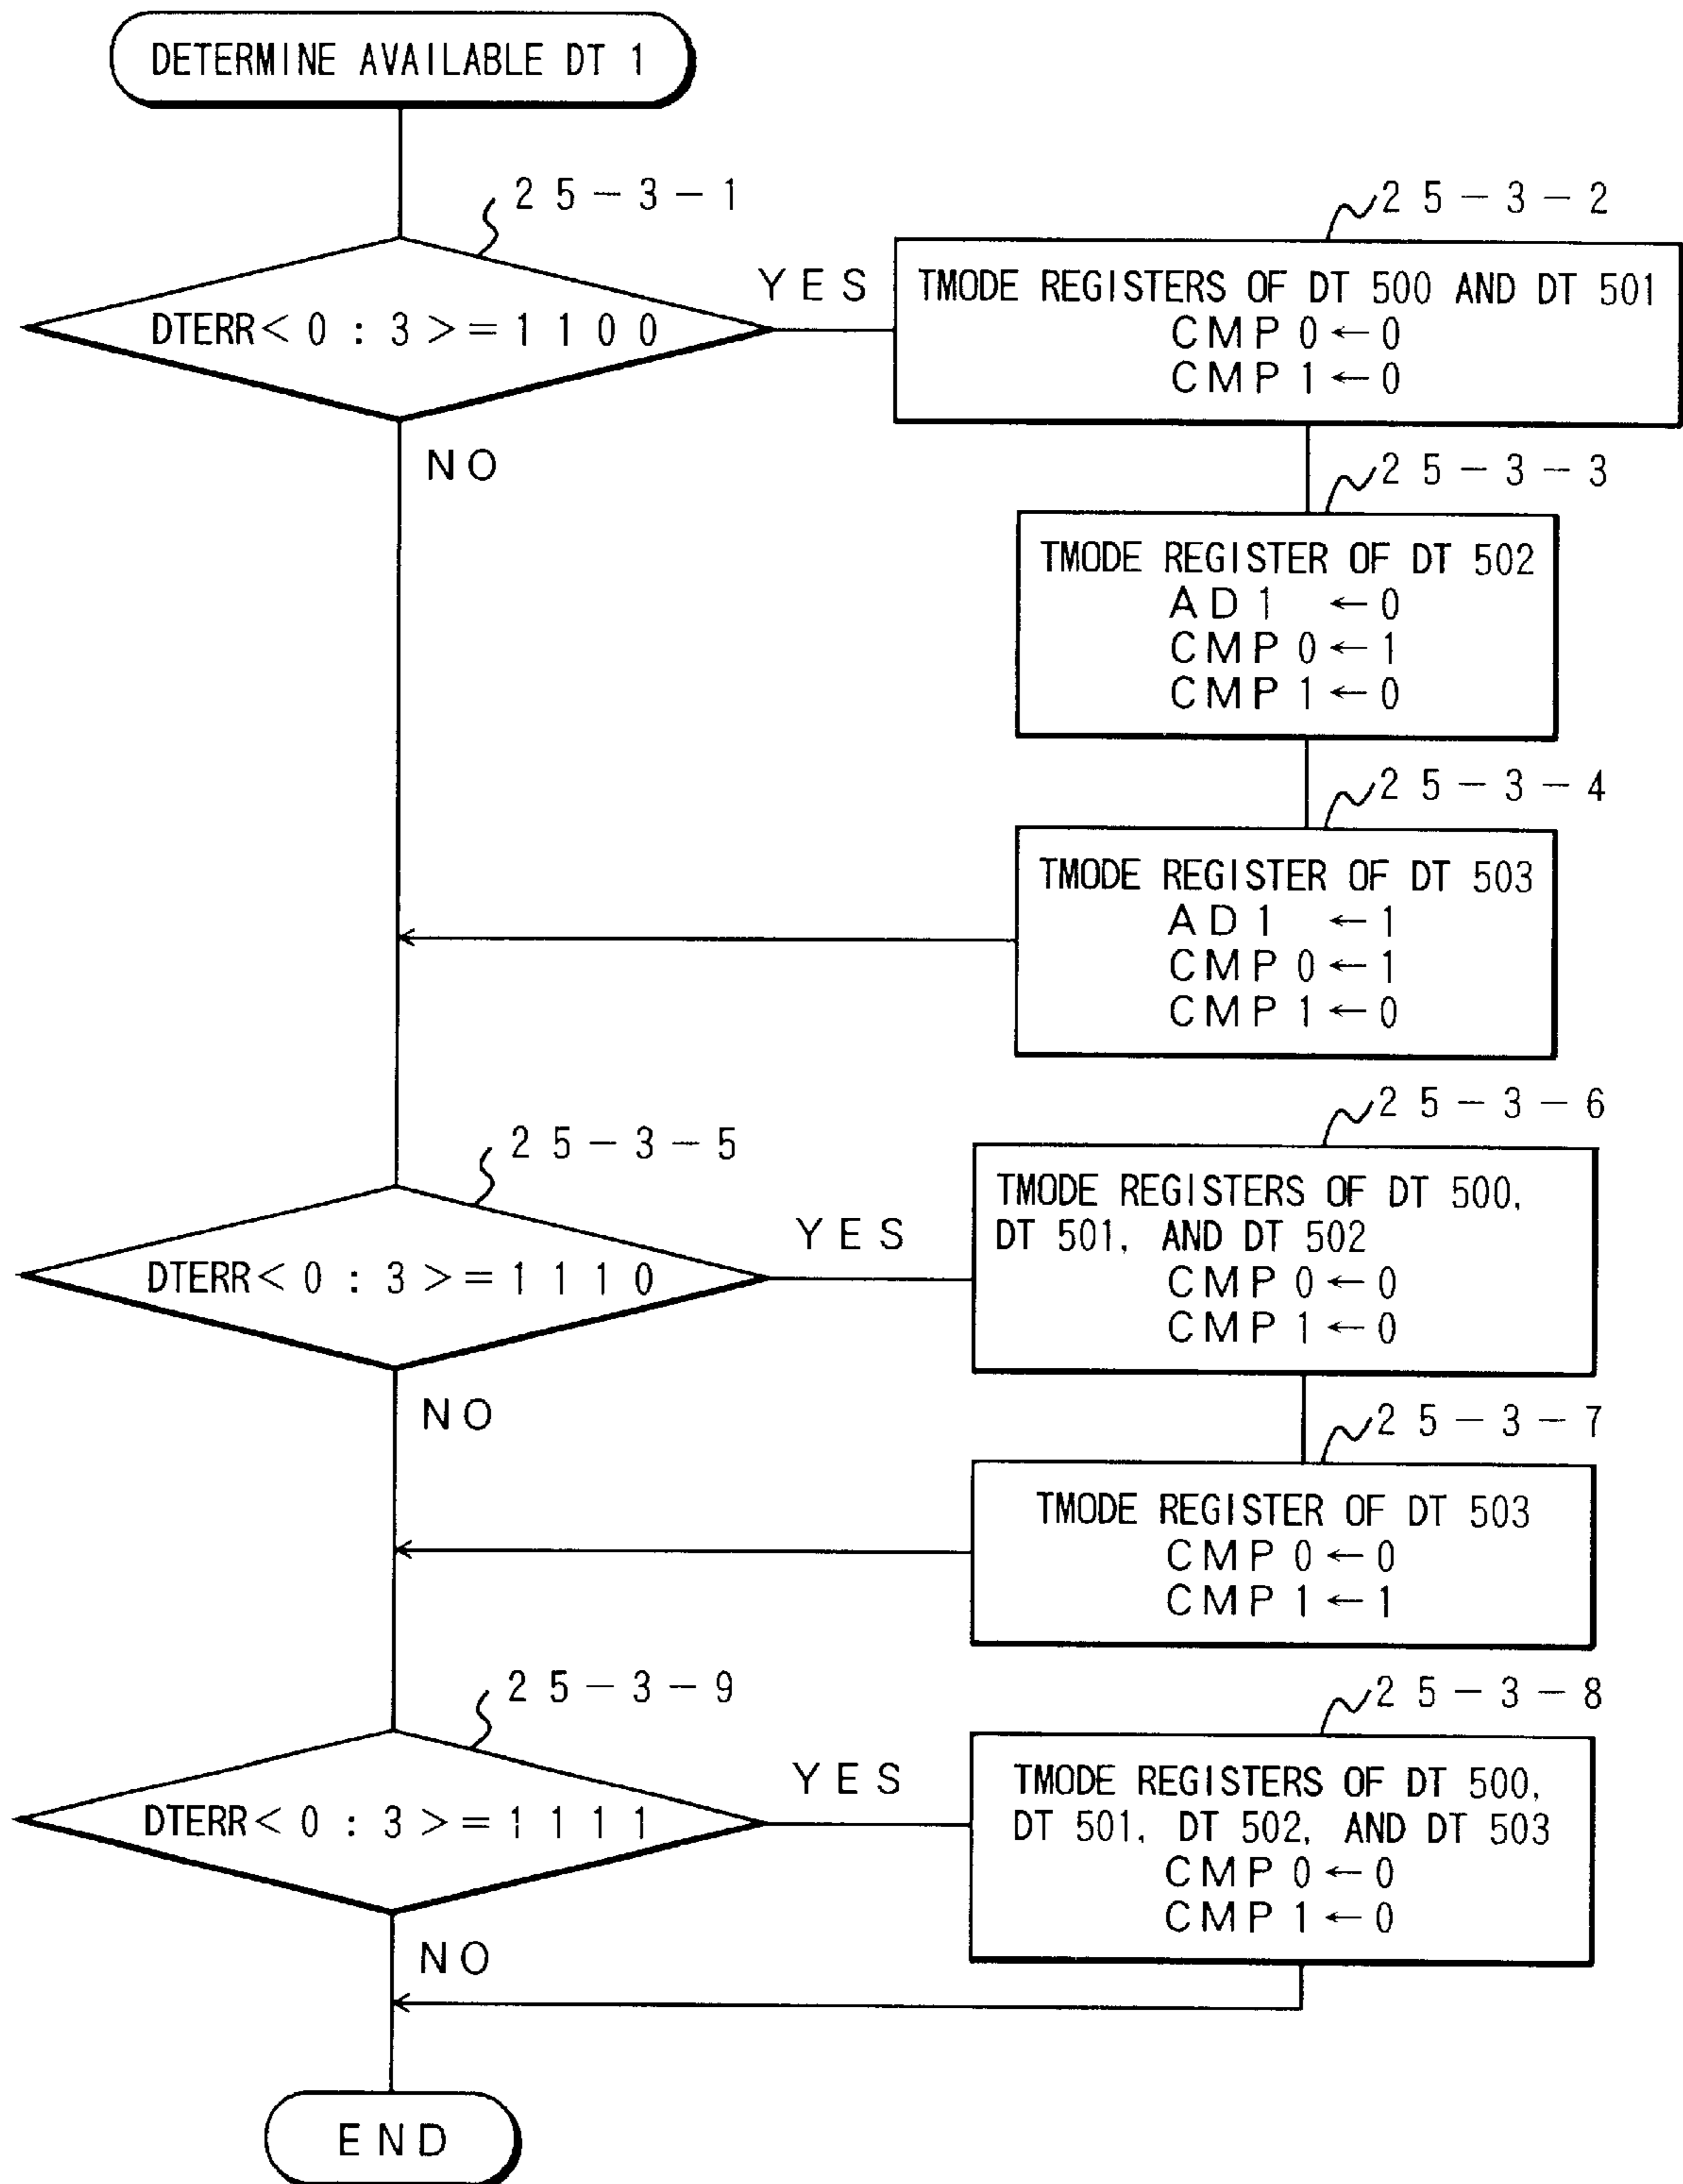 DETERMINE AVAILABLE DT 1
25-3-1
DTERR<0:3>=1100
YES
NO
25-3-2
TMODE REGISTERS OF DT 500 AND DT 501
CMP0←0
CMP1←0
25-3-3
TMODE REGISTER OF DT 502
AD1 ←0
CMP0←1
CMP1←0
25-3-4
TMODE REGISTER OF DT 503
AD1 ←1
CMP0←1
CMP1←0
25-3-5
DTERR<0:3>=1110
YES
NO
25-3-6
TMODE REGISTERS OF DT 500,
DT 501, AND DT 502
CMP0←0
CMP1←0
25-3-7
TMODE REGISTER OF DT 503
CMP0←0
CMP1←1
25-3-9
DTERR<0:3>=1111
YES
NO
25-3-8
TMODE REGISTERS OF DT 500,
DT 501, DT 502, AND DT 503
CMP0←0
CMP1←0
END